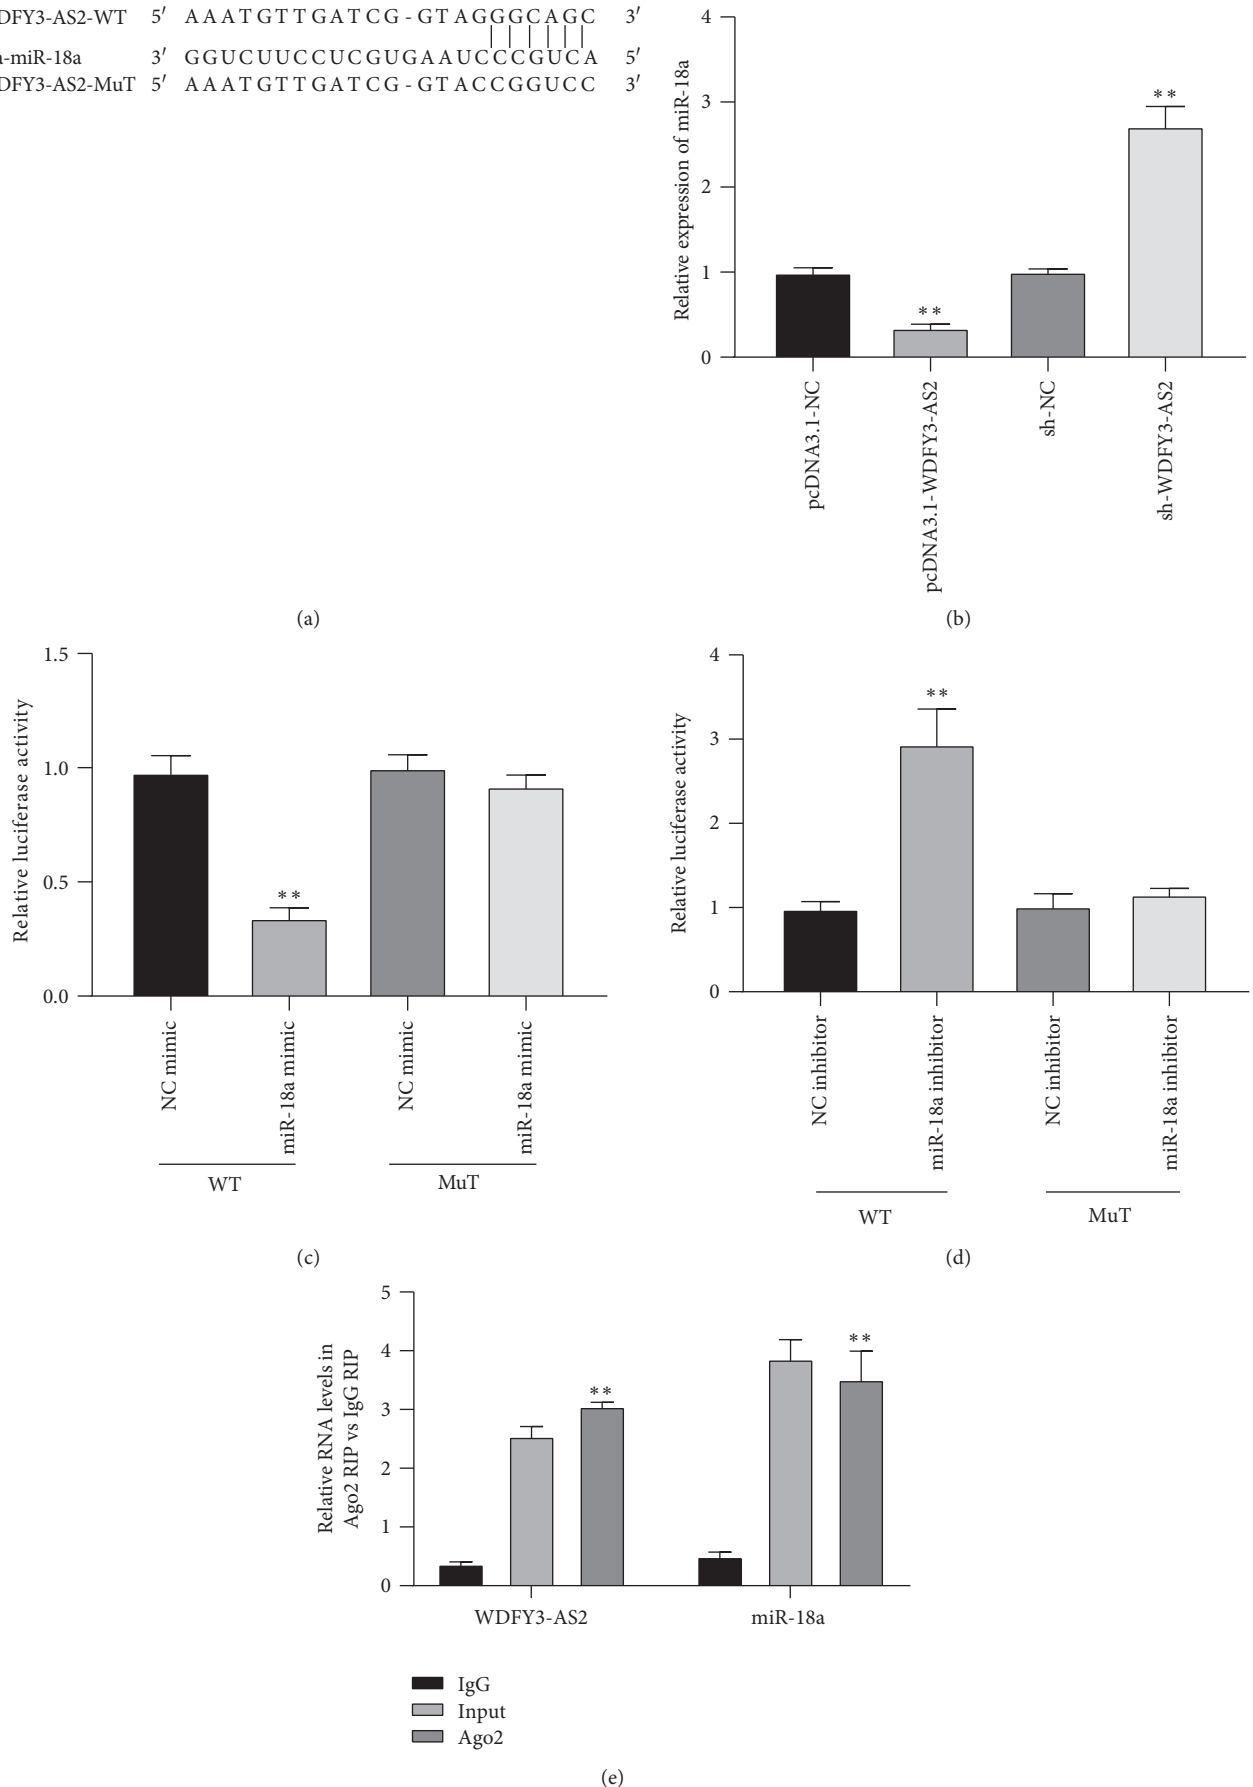 DFY3-AS2-WT 5′ AAATGTTGATCG-GTAGGGCAGC 3′
a-miR-18a 3′ GGUCUUCCUCGUGAAUCCCGUCA 5′
DFY3-AS2-MuT 5′ AAATGTTGATCG-GTACCGGUCC 3′
(a)
Relative expression of miR-18a
4
3
2
1
0
**
**
pcDNA3.1-NC
pcDNA3.1-WDFY3-AS2
sh-NC
sh-WDFY3-AS2
(b)
Relative luciferase activity
1.5
1.0
0.5
0.0
**
NC mimic
miR-18a mimic
NC mimic
miR-18a mimic
WT
MuT
(c)
Relative luciferase activity
4
3
2
1
0
**
NC inhibitor
miR-18a inhibitor
NC inhibitor
miR-18a inhibitor
WT
MuT
(d)
Relative RNA levels in
Ago2 RIP vs IgG RIP
5
4
3
2
1
0
**
**
WDFY3-AS2
miR-18a
IgG
Input
Ago2
(e)